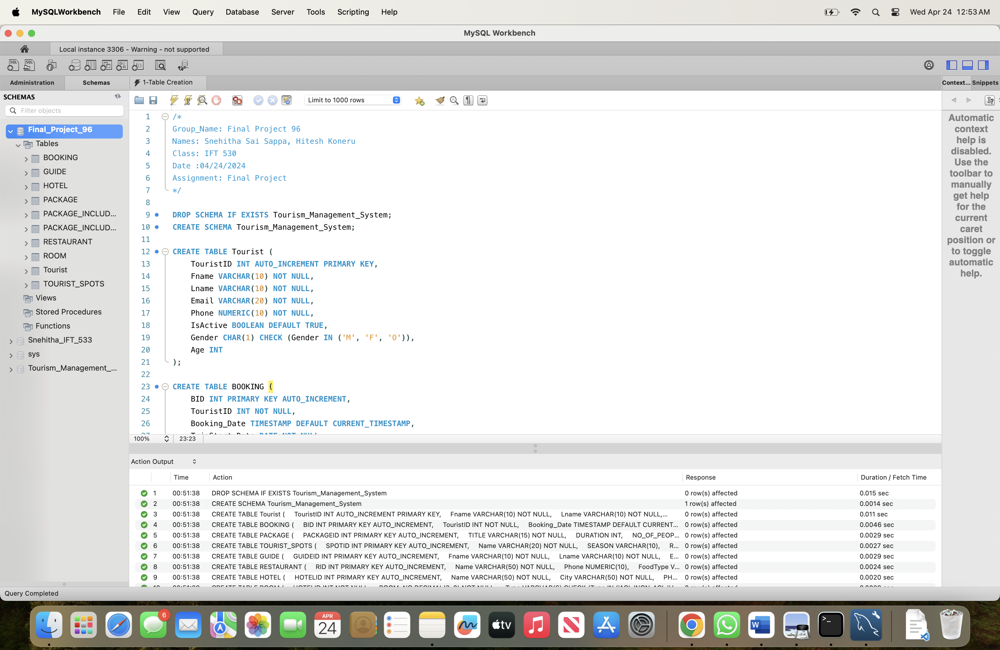 MySQLWorkbench File Edit View Query Database Server Tools Scripting Help Wed Apr 24 12:53 AM
MySQL Workbench
Local instance 3306 - Warning - not supported
Administration Schemas 1-Table Creation Context... Snippets
SCHEMAS
Filter objects
Limit to 1000 rows
Final_Project_96
Tables
BOOKING
GUIDE
HOTEL
PACKAGE
PACKAGE_INCLUD...
PACKAGE_INCLUD...
RESTAURANT
ROOM
Tourist
TOURIST_SPOTS
Views
Stored Procedures
Functions
Snehitha_IFT_533
sys
Tourism_Management_...
1 /*
2 Group_Name: Final Project 96
3 Names: Snehitha Sai Sappa, Hitesh Koneru
4 Class: IFT 530
5 Date :04/24/2024
6 Assignment: Final Project
7 */
8
9 DROP SCHEMA IF EXISTS Tourism_Management_System;
10 CREATE SCHEMA Tourism_Management_System;
11
12 CREATE TABLE Tourist (
13 TouristID INT AUTO_INCREMENT PRIMARY KEY,
14 Fname VARCHAR(10) NOT NULL,
15 Lname VARCHAR(10) NOT NULL,
16 Email VARCHAR(20) NOT NULL,
17 Phone NUMERIC(10) NOT NULL,
18 IsActive BOOLEAN DEFAULT TRUE,
19 Gender CHAR(1) CHECK (Gender IN ('M', 'F', 'O')),
20 Age INT
21 );
22
23 CREATE TABLE BOOKING (
24 BID INT PRIMARY KEY AUTO_INCREMENT,
25 TouristID INT NOT NULL,
26 Booking_Date TIMESTAMP DEFAULT CURRENT_TIMESTAMP,
100% 23:23
Automatic
context
help is
disabled.
Use the
toolbar to
manually
get help
for the
current
caret
position or
to toggle
automatic
help.
Action Output
Time Action Response Duration / Fetch Time
1 00:51:38 DROP SCHEMA IF EXISTS Tourism_Management_System 0 row(s) affected 0.015 sec
2 00:51:38 CREATE SCHEMA Tourism_Management_System 1 row(s) affected 0.0014 sec
3 00:51:38 CREATE TABLE Tourist ( TouristID INT AUTO_INCREMENT PRIMARY KEY, Fname VARCHAR(10) NOT NULL, Lname VARCHAR(10) NOT NULL,... 0 row(s) affected 0.011 sec
4 00:51:38 CREATE TABLE BOOKING ( BID INT PRIMARY KEY AUTO_INCREMENT, TouristID INT NOT NULL, Booking_Date TIMESTAMP DEFAULT CURRENT... 0 row(s) affected 0.0046 sec
5 00:51:38 CREATE TABLE PACKAGE ( PACKAGEID INT PRIMARY KEY AUTO_INCREMENT, TITLE VARCHAR(15) NOT NULL, DURATION INT, NO_OF_PEOP... 0 row(s) affected 0.0029 sec
6 00:51:38 CREATE TABLE TOURIST_SPOTS ( SPOTID INT PRIMARY KEY AUTO_INCREMENT, Name VARCHAR(20) NOT NULL, SEASON VARCHAR(10), R... 0 row(s) affected 0.0027 sec
7 00:51:38 CREATE TABLE GUIDE ( GUIDEID INT PRIMARY KEY AUTO_INCREMENT, Fname VARCHAR(10) NOT NULL, Lname VARCHAR(10) NOT NULL, E... 0 row(s) affected 0.0029 sec
8 00:51:38 CREATE TABLE RESTAURANT ( RID INT PRIMARY KEY AUTO_INCREMENT, Name VARCHAR(50) NOT NULL, Phone NUMERIC(10), FoodType V... 0 row(s) affected 0.0024 sec
9 00:51:38 CREATE TABLE HOTEL ( HOTELID INT PRIMARY KEY AUTO_INCREMENT, Name VARCHAR(50) NOT NULL, City VARCHAR(50) NOT NULL, PH... 0 row(s) affected 0.0020 sec
Query Completed
6
APR
24
tv
W